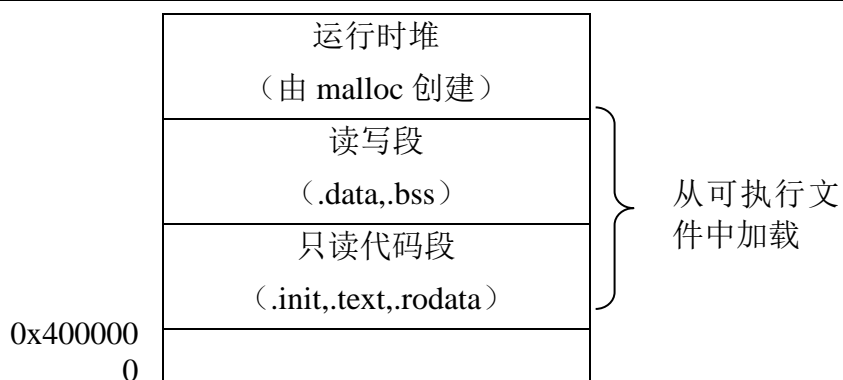 运行时堆
（由 malloc 创建）
读写段
（.data,.bss）
从可执行文
件中加载
只读代码段
（.init,.text,.rodata）
0x400000
0